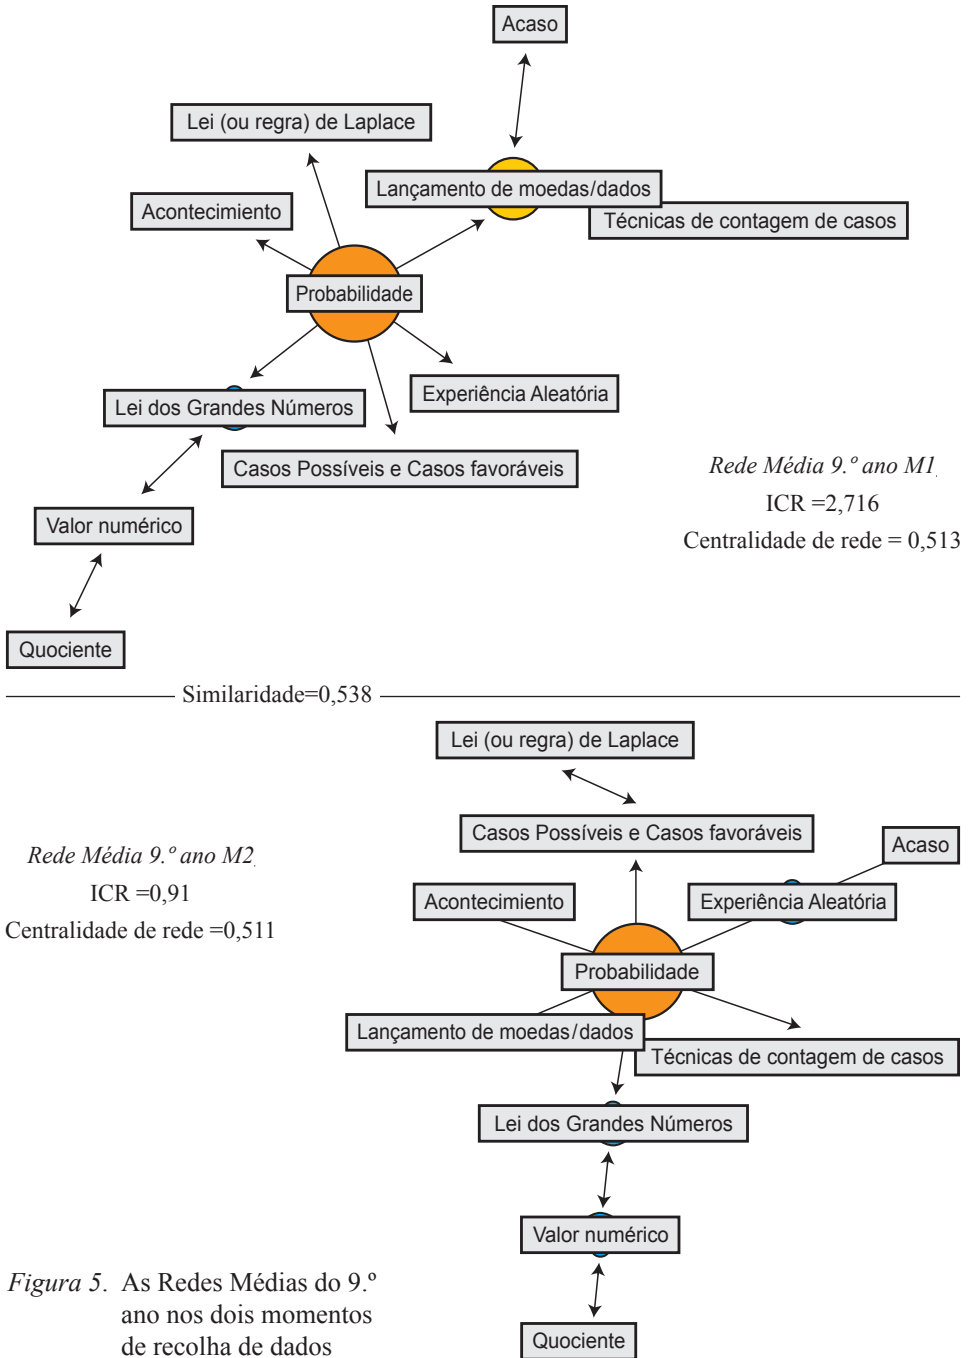 Acaso
Lei (ou regra) de Laplace
Lançamento de moedas/dados
Acontecimento
Técnicas de contagem de casos
Probabilidade
Experiência Aleatória
Lei dos Grandes Números
Casos Possíveis e Casos favoráveis
Rede Média 9.º ano M1
ICR =2,716
Valor numérico
Centralidade de rede = 0,513
Quociente
Similaridade=0,538
Lei (ou regra) de Laplace
Casos Possíveis e Casos favoráveis
Acaso
Rede Média 9.º ano M2
ICR =0,91
Centralidade de rede =0,511
Acontecimento
Experiência Aleatória
Probabilidade
Lançamento de moedas/dados
Técnicas de contagem de casos
Lei dos Grandes Números
Valor numérico
Figura 5. As Redes Médias do 9.º
ano nos dois momentos
de recolha de dados
Quociente